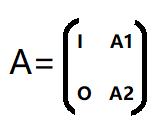 A= ( I A1
O A2 )